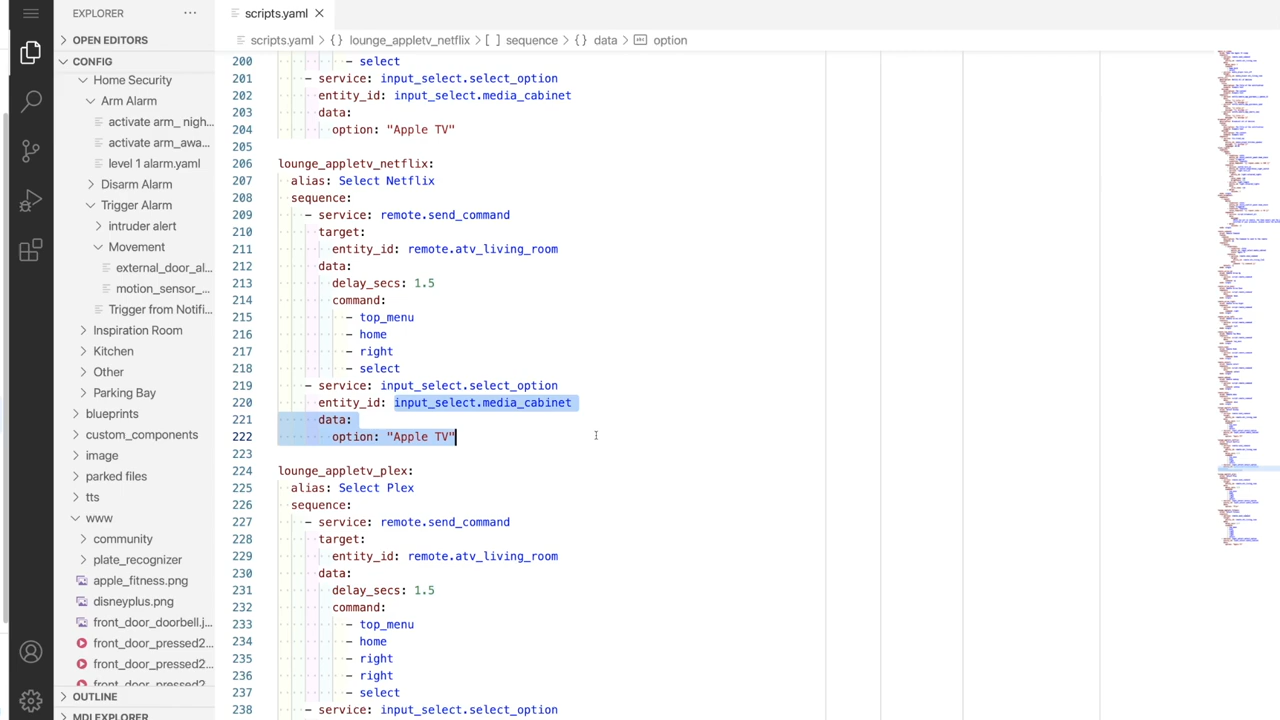 EXPLORER
OPEN EDITORS
CONFIG
Home Security
Arm Alarm
activate arm_ nigh...
activate arm_awa...
level 1 alarm.yaml
Disarm Alarm
Trigger Alarm
intruder alert
Movement
external_door_al...
motion_sensor_...
Trigger from Notifi...
Inspiration Room
Kitchen
Other
Parking Bay
blueprints
custom_components
image
packaged files
tts
www
community
plate_recognizer
apple_fitness.png
disneyplus.png
front_door_doorbell.j...
front_door_pressed2...
front_door_pressed2...
front_door_pressed2...
OUTLINE
MDI EXPLORER
scripts.yaml
scripts.yaml > {} lounge_appletv_netflix > [ ] sequence > {} data > abc option
200 - select
201 - service: input_select.select_option
202 entity_id: input_select.media_cabinet
203 data:
204 option: "Apple TV"
205
206 lounge_appletv_netflix:
207 alias: Select Netflix
208 sequence:
209 - service: remote.send_command
210 target:
211 entity_id: remote.atv_living_room
212 data:
213 delay_secs: 1.5
214 command:
215 - top_menu
216 - home
217 - right
218 - select
219 - service: input_select.select_option
220 entity_id: input_select.media_cabinet
221 data:
222 option: "Apple TV"
223
224 lounge_appletv_plex:
225 alias: Select Plex
226 sequence:
227 - service: remote.send_command
228 target:
229 entity_id: remote.atv_living_room
230 data:
231 delay_secs: 1.5
232 command:
233 - top_menu
234 - home
235 - right
236 - right
237 - select
238 - service: input_select.select_option